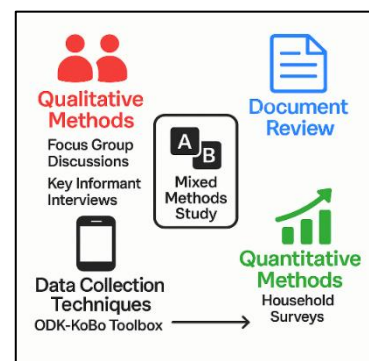 Qualitative
Methods
Focus Group
Discussions
Key Informant
Interviews
Document
Review
A
B
Mixed
Methods
Study
Data Collection
Techniques
ODK-KoBo Toolbox
Quantitative
Methods
Household
Surveys